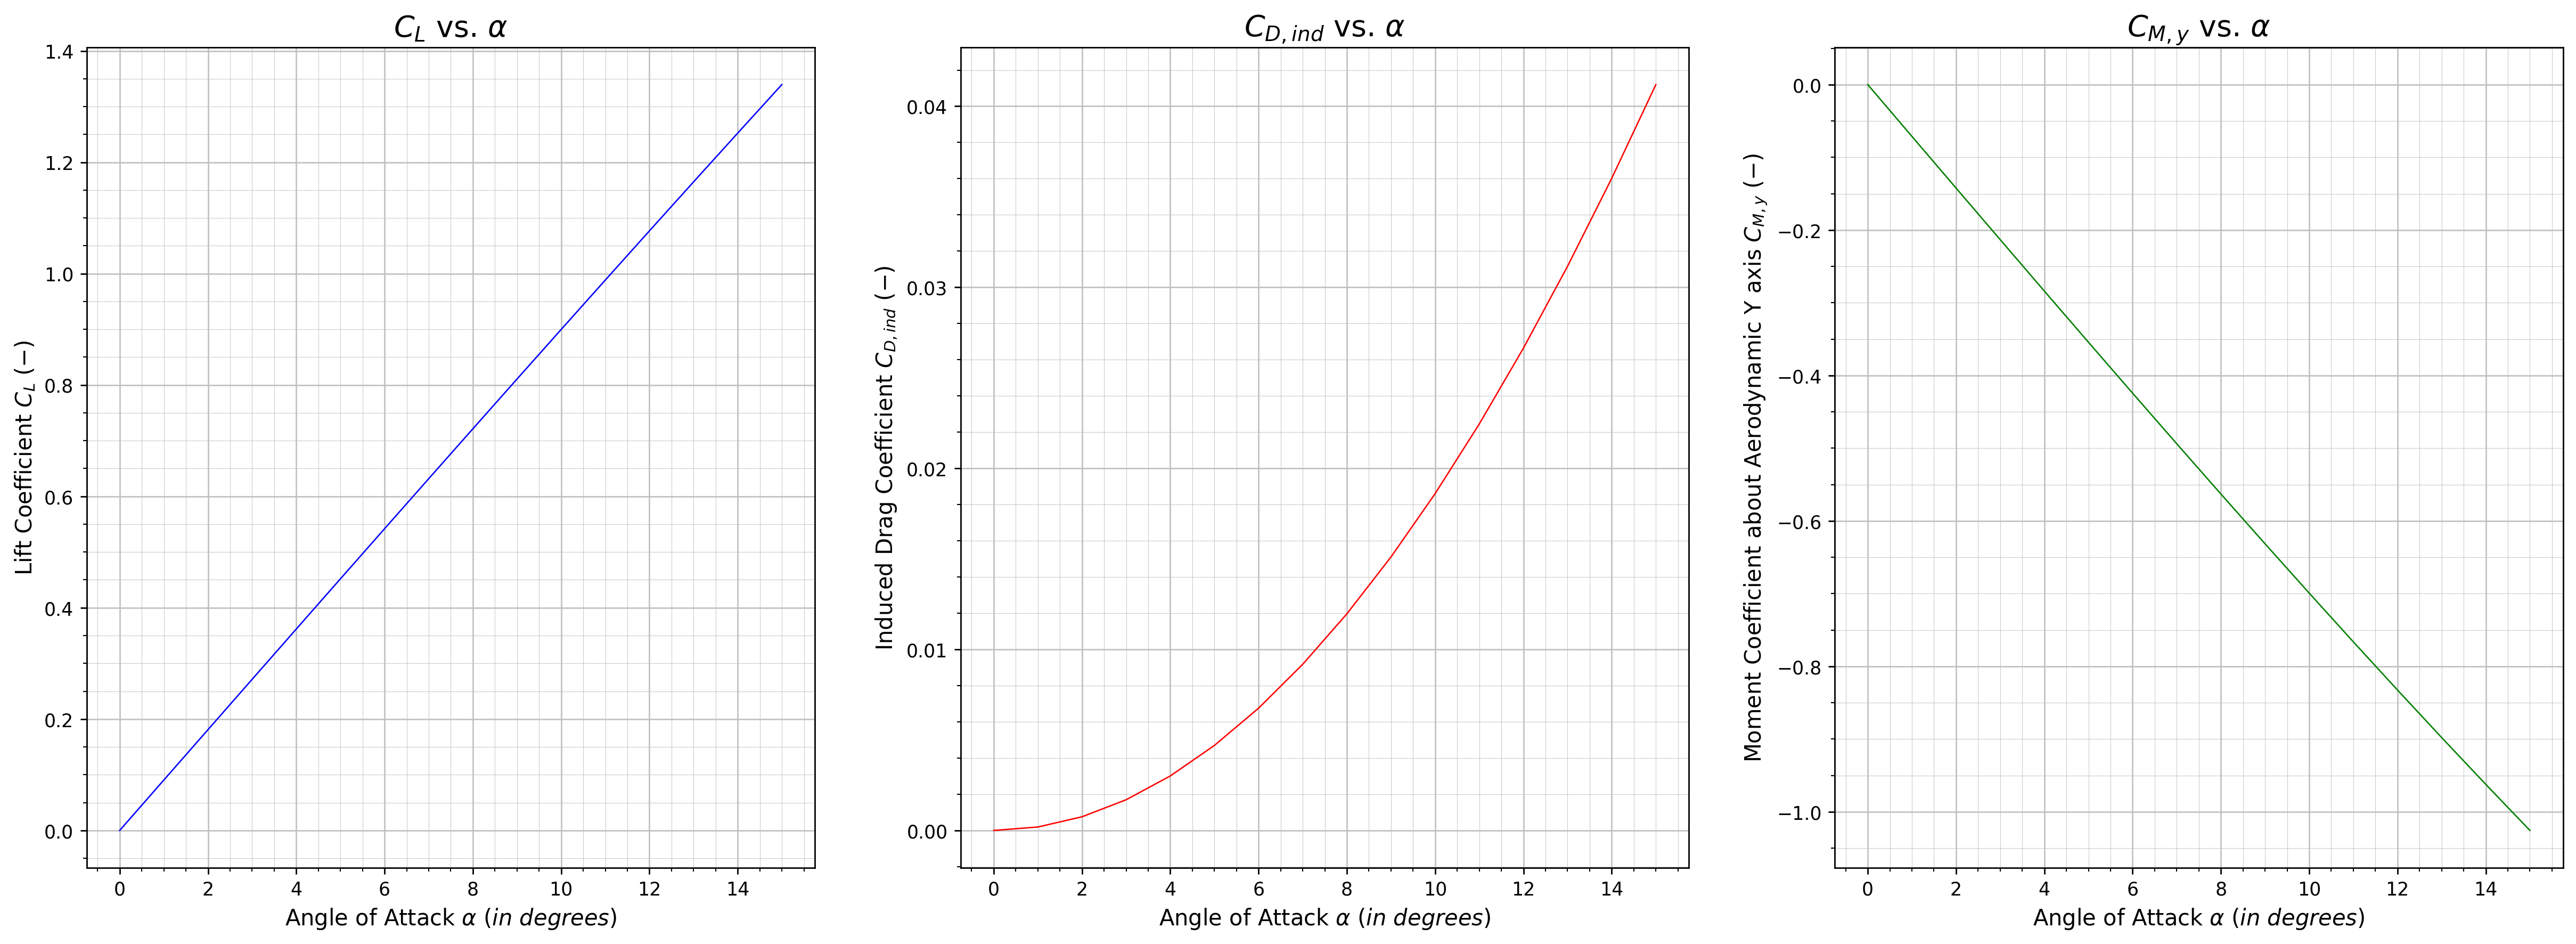 C_L vs. α
Lift Coefficient C_L (−)
1.4
1.2
1.0
0.8
0.6
0.4
0.2
0.0
0 2 4 6 8 10 12 14
Angle of Attack α (in degrees)
C_{D, ind} vs. α
Induced Drag Coefficient C_{D, ind} (−)
0.04
0.03
0.02
0.01
0.00
0 2 4 6 8 10 12 14
Angle of Attack α (in degrees)
C_{M, y} vs. α
Moment Coefficient about Aerodynamic Y axis C_{M, y} (−)
0.0
−0.2
−0.4
−0.6
−0.8
−1.0
0 2 4 6 8 10 12 14
Angle of Attack α (in degrees)